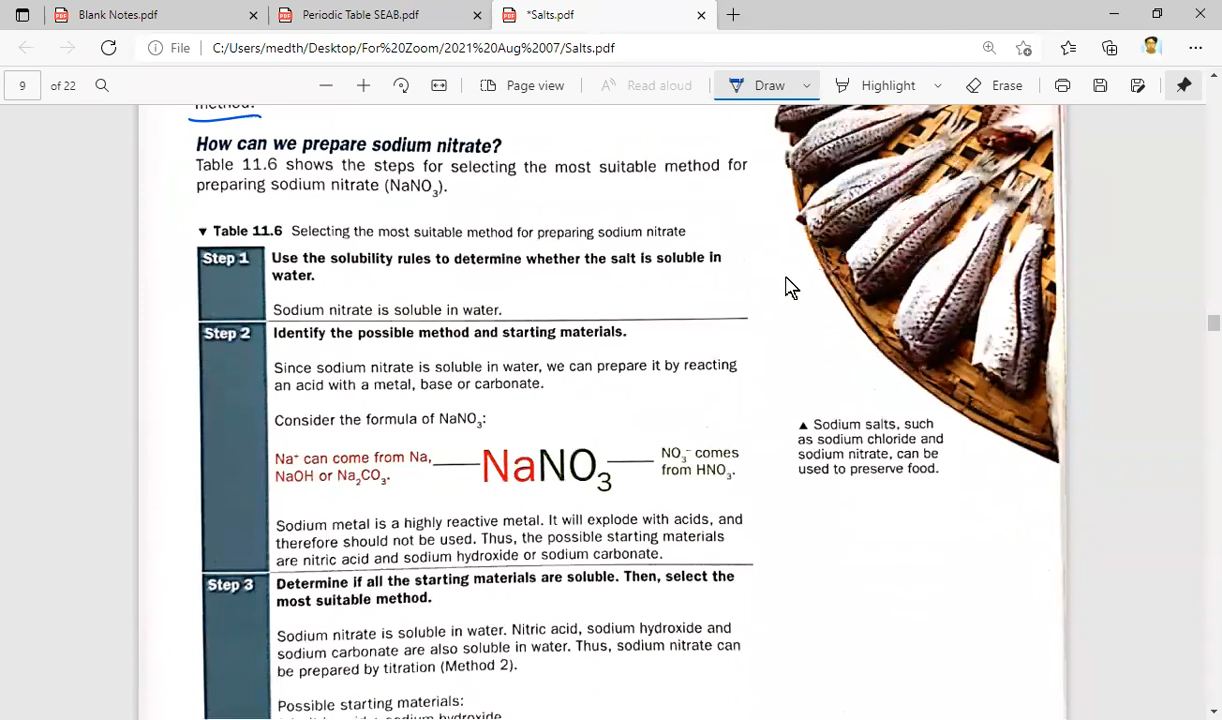 Blank Notes.pdf
Periodic Table SEAB.pdf
*Salts.pdf
File
C:/Users/medth/Desktop/For%20Zoom/2021%20Aug%2007/Salts.pdf
9
of 22
Page view
Read aloud
Draw
Highlight
Erase
method.
How can we prepare sodium nitrate?
Table 11.6 shows the steps for selecting the most suitable method for
preparing sodium nitrate (NaNO₃).
▼ Table 11.6 Selecting the most suitable method for preparing sodium nitrate
Step 1
Use the solubility rules to determine whether the salt is soluble in
water.
Sodium nitrate is soluble in water.
Step 2
Identify the possible method and starting materials.
Since sodium nitrate is soluble in water, we can prepare it by reacting
an acid with a metal, base or carbonate.
Consider the formula of NaNO₃:
Na⁺ can come from Na,
NaOH or Na₂CO₃.
NaNO₃
NO₃⁻ comes
from HNO₃.
Sodium metal is a highly reactive metal. It will explode with acids, and
therefore should not be used. Thus, the possible starting materials
are nitric acid and sodium hydroxide or sodium carbonate.
Step 3
Determine if all the starting materials are soluble. Then, select the
most suitable method.
Sodium nitrate is soluble in water. Nitric acid, sodium hydroxide and
sodium carbonate are also soluble in water. Thus, sodium nitrate can
be prepared by titration (Method 2).
Possible starting materials:
sodium hydroxide
▲ Sodium salts, such
as sodium chloride and
sodium nitrate, can be
used to preserve food.